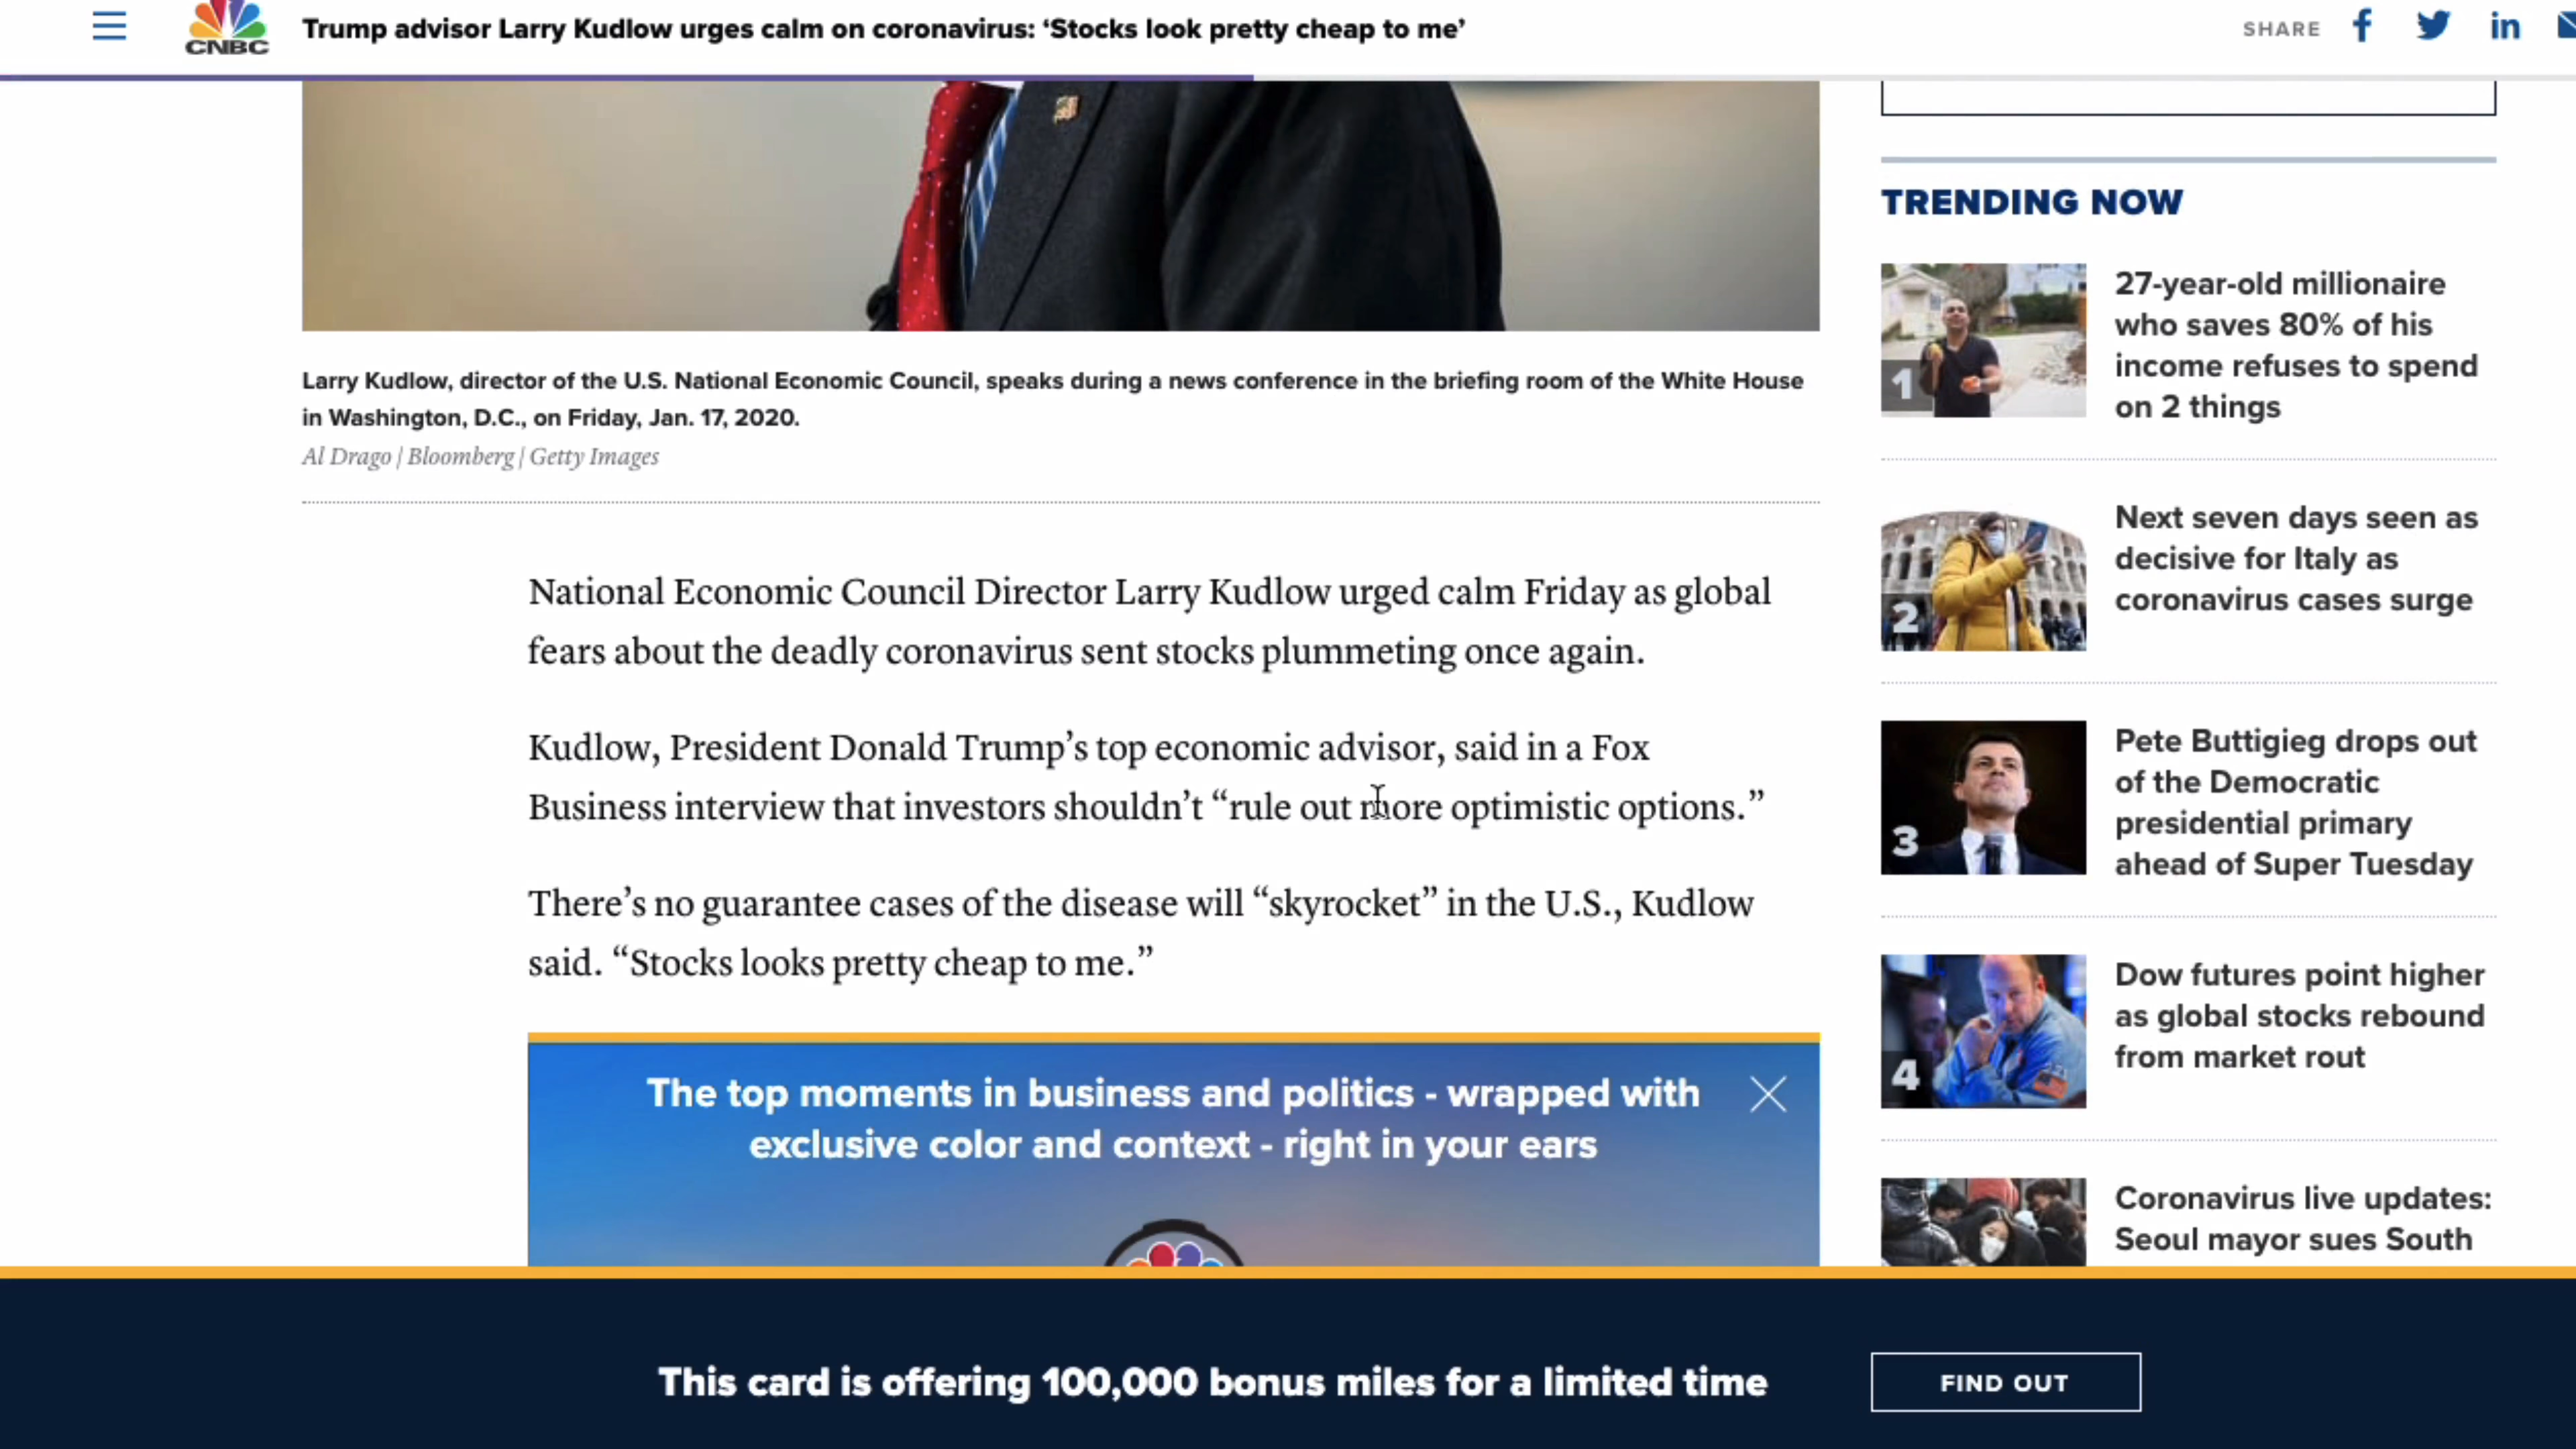 CNBC
Trump advisor Larry Kudlow urges calm on coronavirus: ‘Stocks look pretty cheap to me’
SHARE
Larry Kudlow, director of the U.S. National Economic Council, speaks during a news conference in the briefing room of the White House
in Washington, D.C., on Friday, Jan. 17, 2020.
Al Drago | Bloomberg | Getty Images
National Economic Council Director Larry Kudlow urged calm Friday as global
fears about the deadly coronavirus sent stocks plummeting once again.
Kudlow, President Donald Trump’s top economic advisor, said in a Fox
Business interview that investors shouldn’t “rule out more optimistic options.”
There’s no guarantee cases of the disease will “skyrocket” in the U.S., Kudlow
said. “Stocks looks pretty cheap to me.”
The top moments in business and politics - wrapped with
exclusive color and context - right in your ears
TRENDING NOW
1
27-year-old millionaire
who saves 80% of his
income refuses to spend
on 2 things
2
Next seven days seen as
decisive for Italy as
coronavirus cases surge
3
Pete Buttigieg drops out
of the Democratic
presidential primary
ahead of Super Tuesday
4
Dow futures point higher
as global stocks rebound
from market rout
Coronavirus live updates:
Seoul mayor sues South
This card is offering 100,000 bonus miles for a limited time
FIND OUT